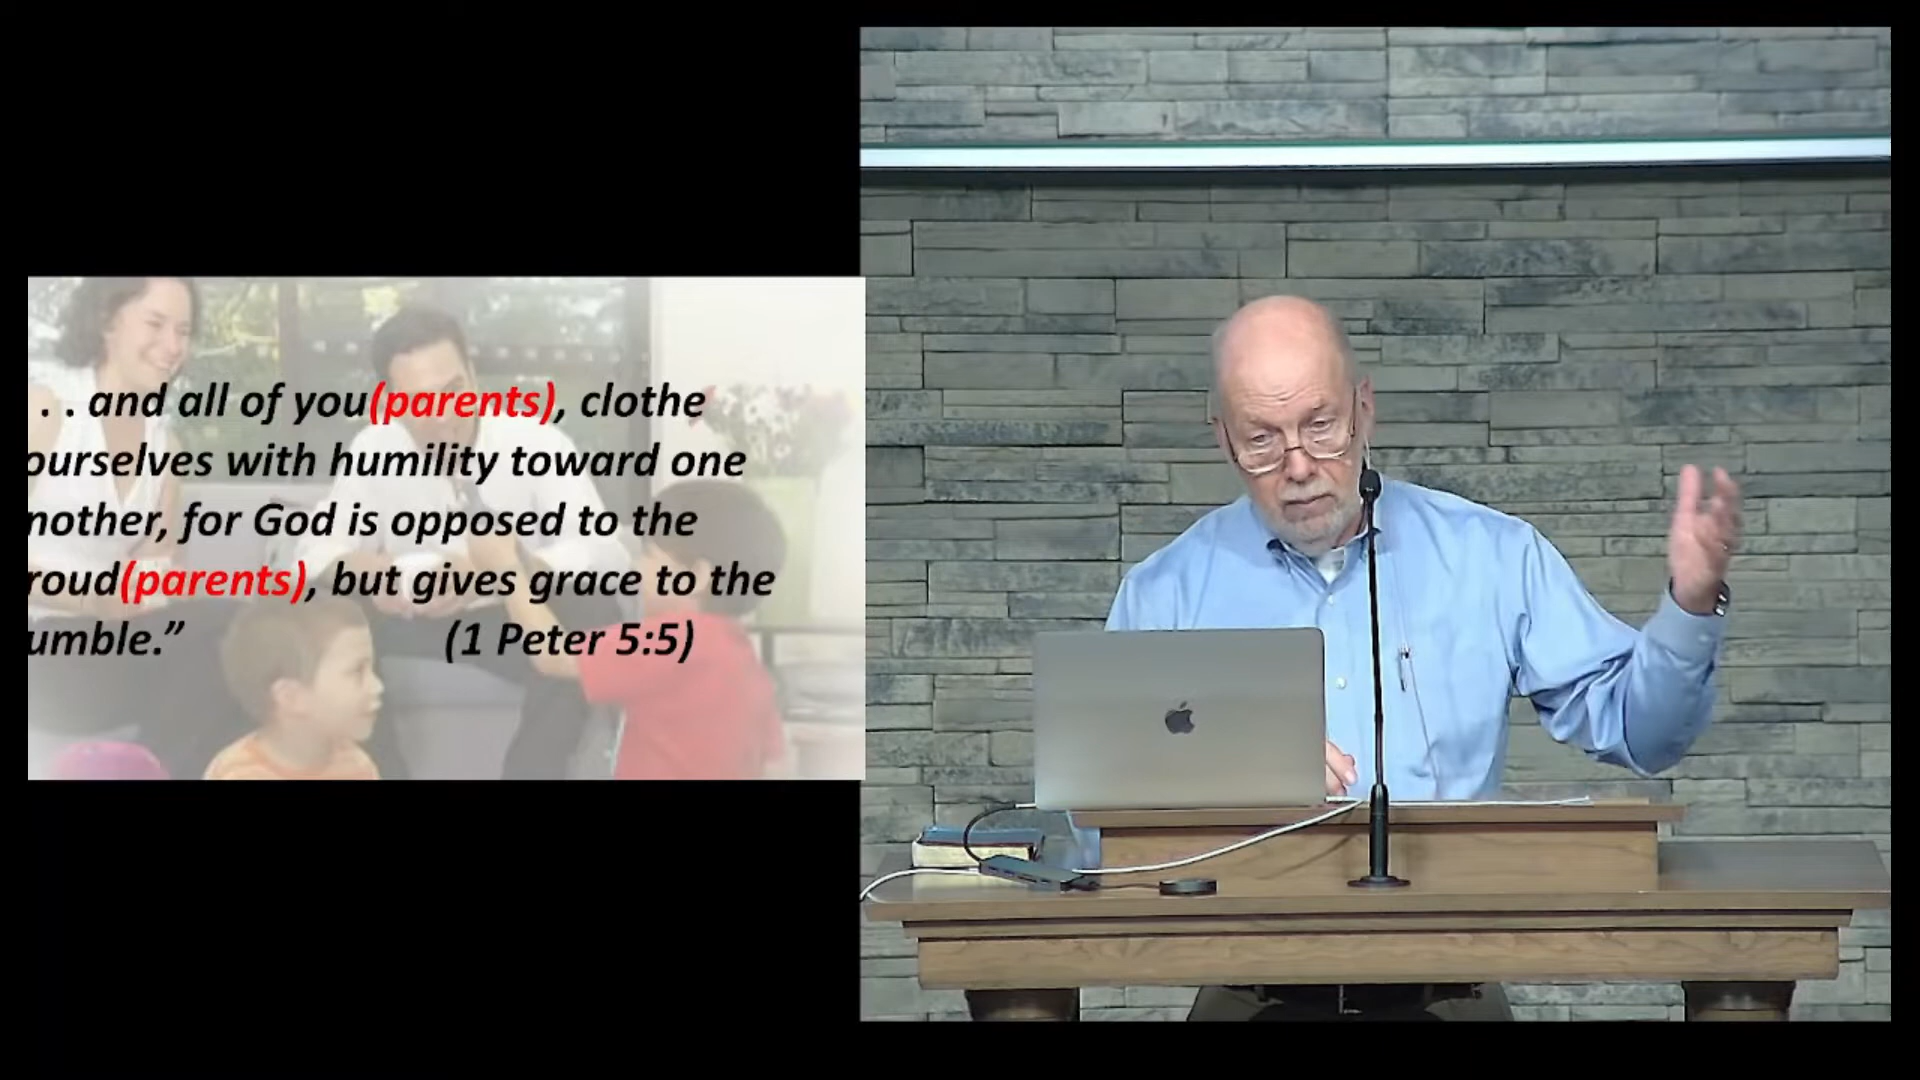 . . and all of you(parents), clothe
ourselves with humility toward one
nother, for God is opposed to the
roud(parents), but gives grace to the
umble.” (1 Peter 5:5)